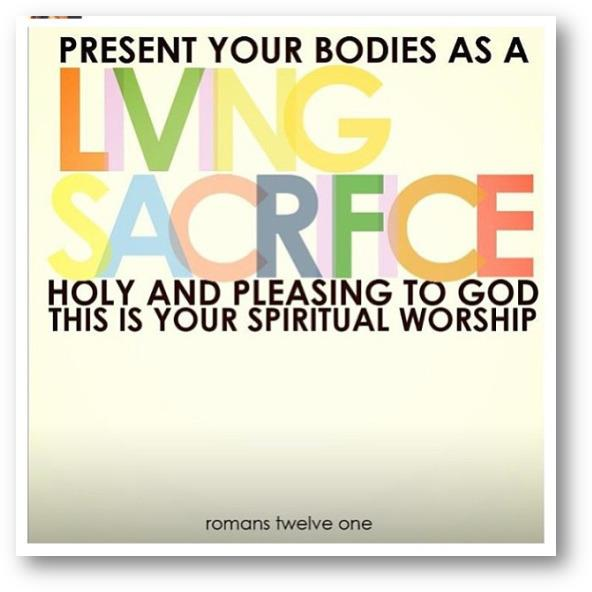 PRESENT YOUR BODIES AS A
LIVING
SACRIFICE
HOLY AND PLEASING TO GOD
THIS IS YOUR SPIRITUAL WORSHIP
romans twelve one